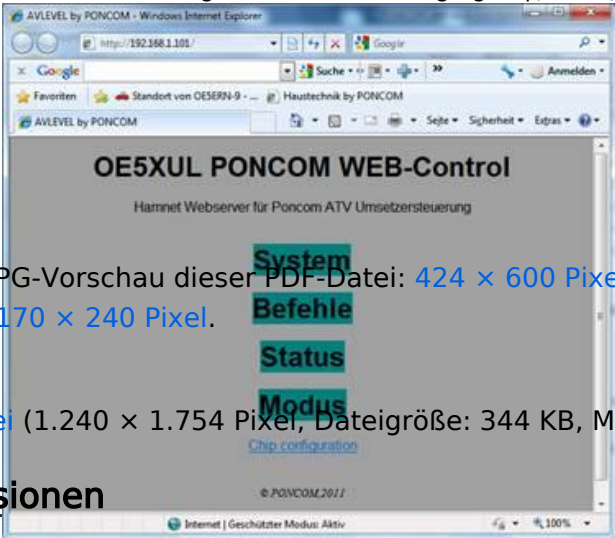 AVLEVEL by PONCOM - Windows Internet Explorer
http://192.168.1.101/
Google
Google
Suche
Anmelden
Favoriten
Standort von OE5ERN-9 - ...
Haustechnik by PONCOM
AVLEVEL by PONCOM
Seite
Sicherheit
Extras
OE5XUL PONCOM WEB-Control
Hamnet Webserver für Poncom ATV Umsetzersteuerung
System
PG-Vorschau dieser PDF-Datei: 424 × 600 Pixe
Befehle
170 × 240 Pixel.
Status
Modus
ei (1.240 × 1.754 Pixel, Dateigröße: 344 KB, M
Chip configuration
sionen
© PONCOM,2011
Internet | Geschützter Modus: Aktiv
100%